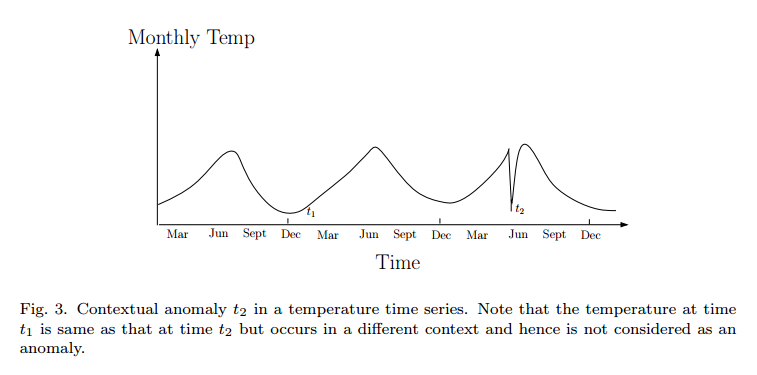 Monthly Temp
t₁
t₂
Mar Jun Sept Dec Mar Jun Sept Dec Mar Jun Sept Dec
Time
Fig. 3. Contextual anomaly t₂ in a temperature time series. Note that the temperature at time
t₁ is same as that at time t₂ but occurs in a different context and hence is not considered as an
anomaly.